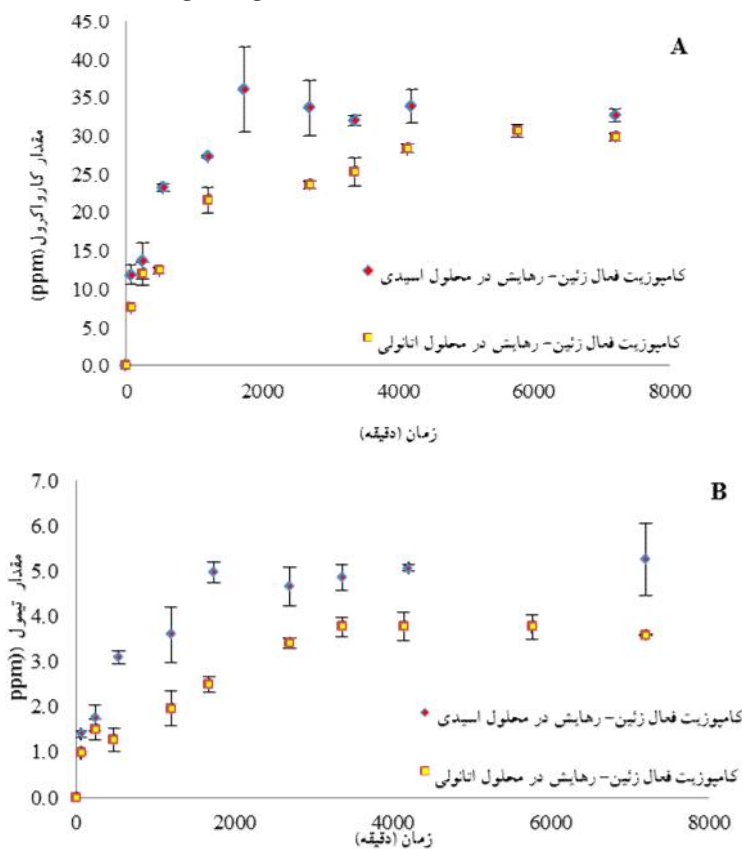 A
45.0
40.0
35.0
30.0
25.0
20.0
15.0
10.0
5.0
0.0
مقدار کارواکرول (ppm)
کامپوزیت فعال زئین- رهایش در محلول اسیدی
کامپوزیت فعال زئین- رهایش در محلول اتانولی
0 2000 4000 6000 8000
زمان (دقیقه)
B
7.0
6.0
5.0
4.0
3.0
2.0
1.0
0.0
مقدار تیمول ((ppm
کامپوزیت فعال زئین- رهایش در محلول اسیدی
کامپوزیت فعال زئین- رهایش در محلول اتانولی
0 2000 4000 6000 8000
زمان (دقیقه)